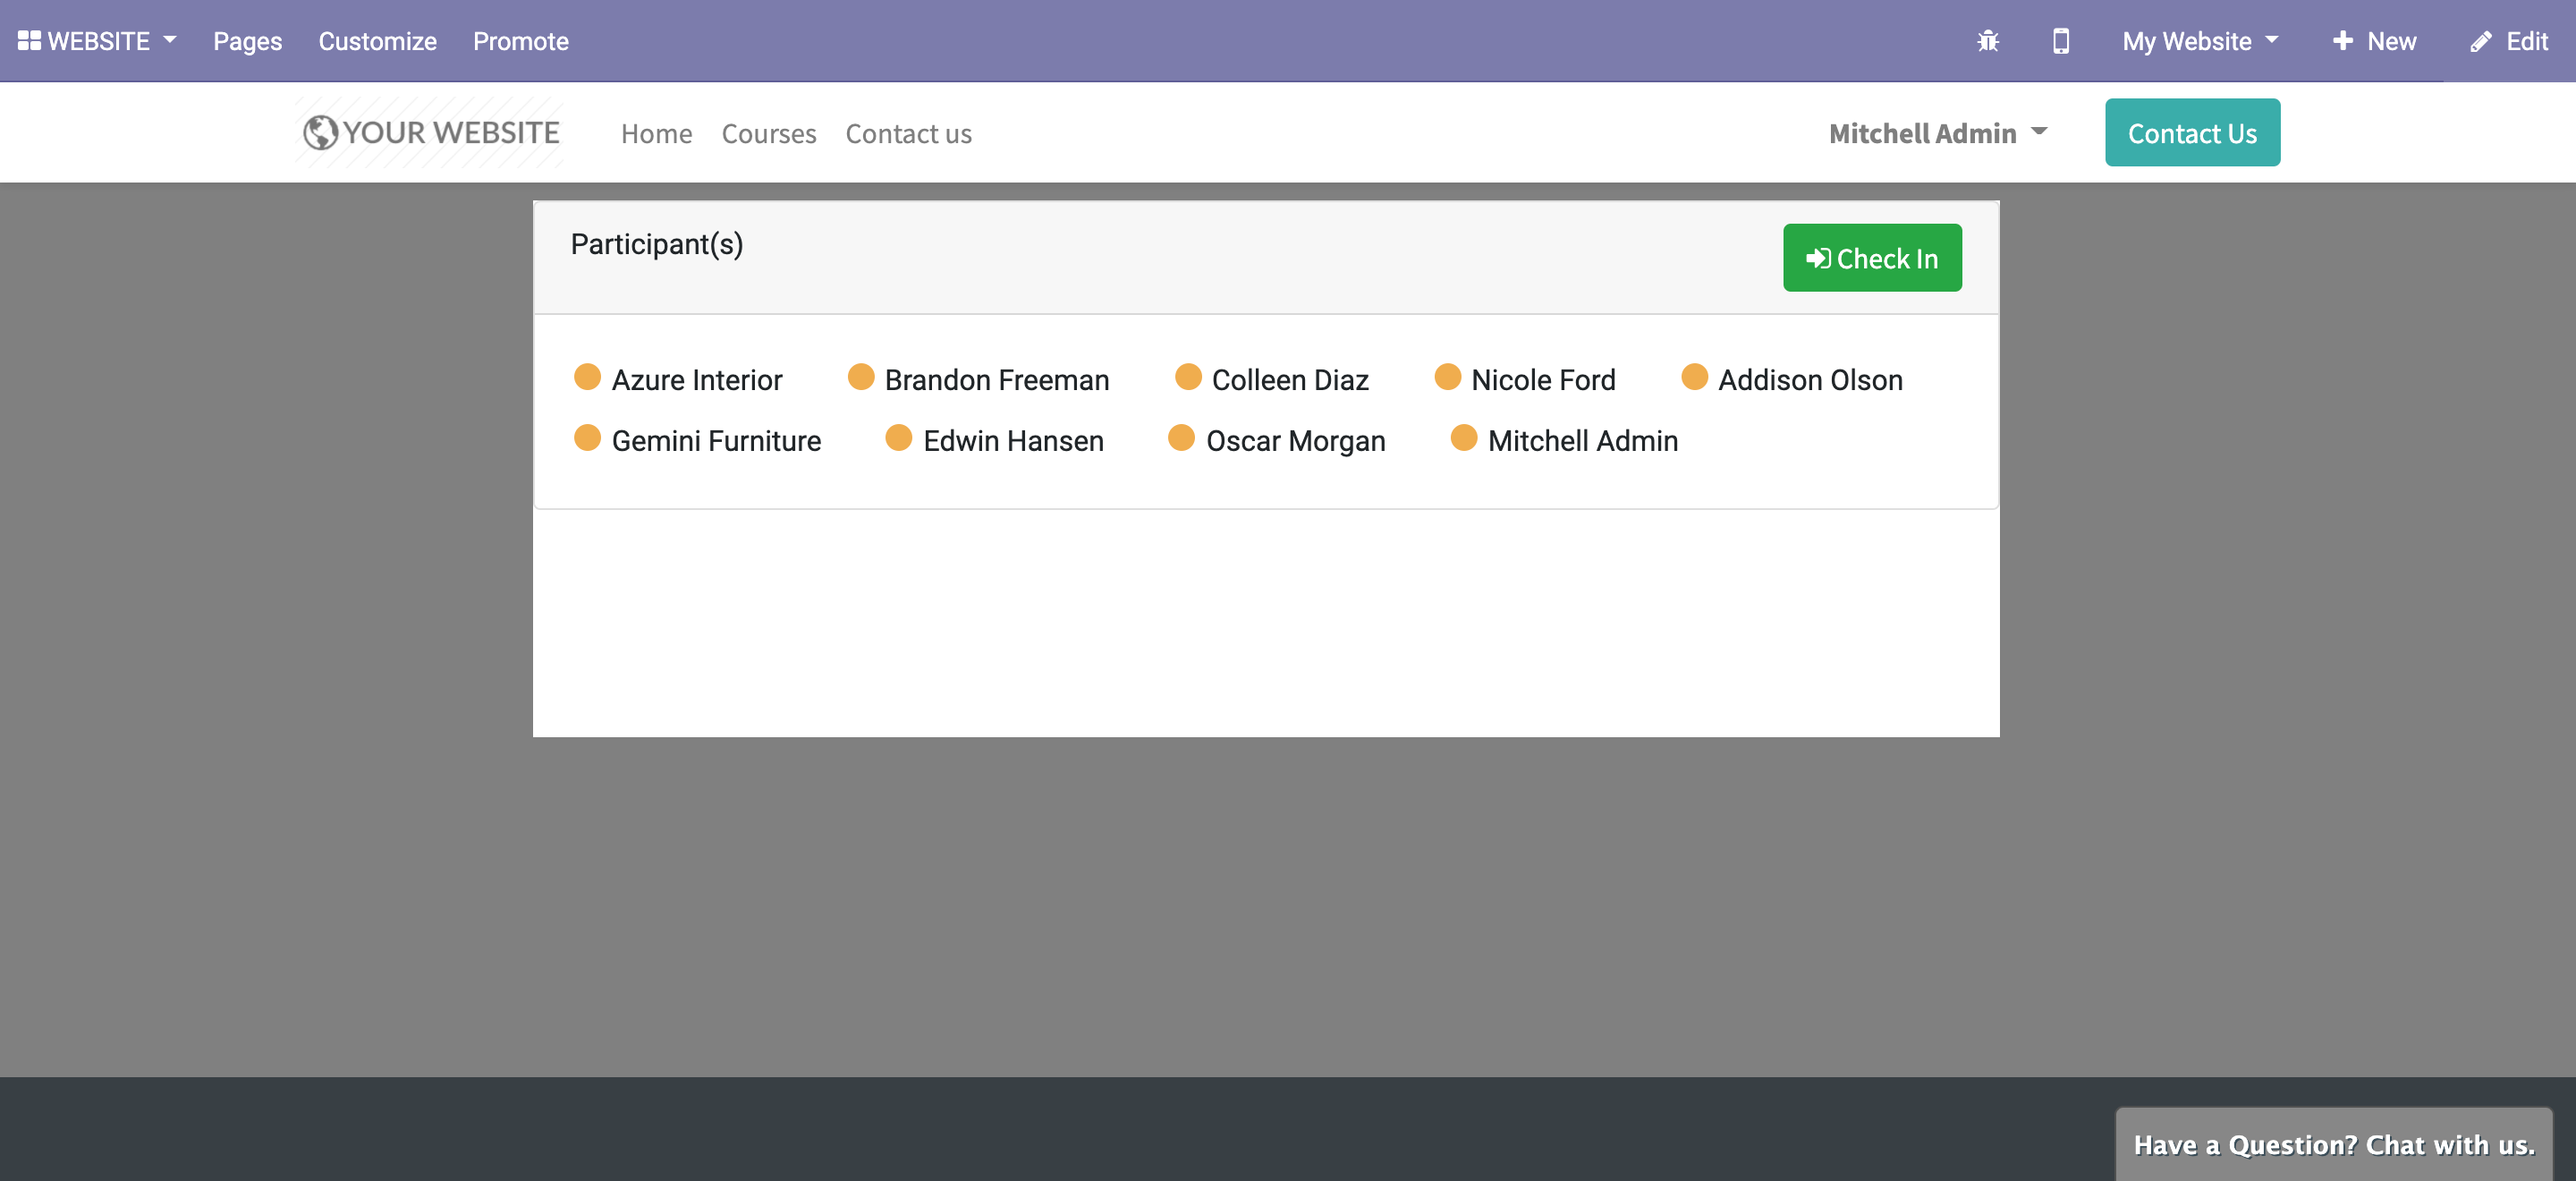 WEBSITE Pages Customize Promote My Website New Edit
YOUR WEBSITE Home Courses Contact us Mitchell Admin Contact Us
Participant(s) Check In
Azure Interior Brandon Freeman Colleen Diaz Nicole Ford Addison Olson
Gemini Furniture Edwin Hansen Oscar Morgan Mitchell Admin
Have a Question? Chat with us.